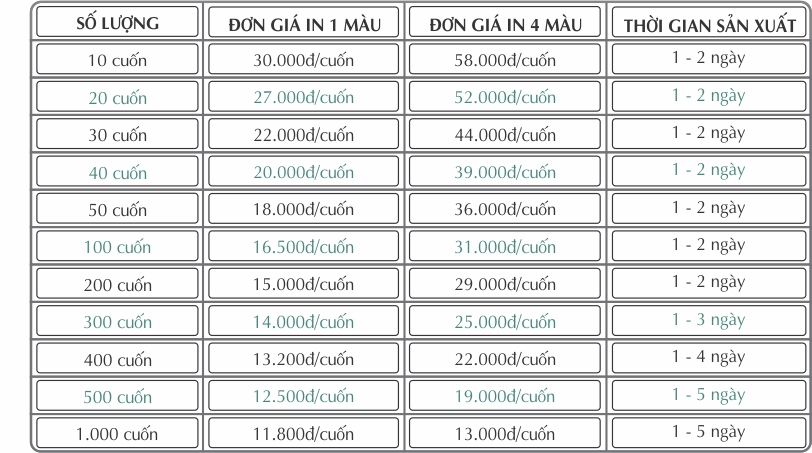 SỐ LƯỢNG ĐƠN GIÁ IN 1 MÀU ĐƠN GIÁ IN 4 MÀU THỜI GIAN SẢN XUẤT
10 cuốn 30.000đ/cuốn 58.000đ/cuốn 1 - 2 ngày
20 cuốn 27.000đ/cuốn 52.000đ/cuốn 1 - 2 ngày
30 cuốn 22.000đ/cuốn 44.000đ/cuốn 1 - 2 ngày
40 cuốn 20.000đ/cuốn 39.000đ/cuốn 1 - 2 ngày
50 cuốn 18.000đ/cuốn 36.000đ/cuốn 1 - 2 ngày
100 cuốn 16.500đ/cuốn 31.000đ/cuốn 1 - 2 ngày
200 cuốn 15.000đ/cuốn 29.000đ/cuốn 1 - 2 ngày
300 cuốn 14.000đ/cuốn 25.000đ/cuốn 1 - 3 ngày
400 cuốn 13.200đ/cuốn 22.000đ/cuốn 1 - 4 ngày
500 cuốn 12.500đ/cuốn 19.000đ/cuốn 1 - 5 ngày
1.000 cuốn 11.800đ/cuốn 13.000đ/cuốn 1 - 5 ngày